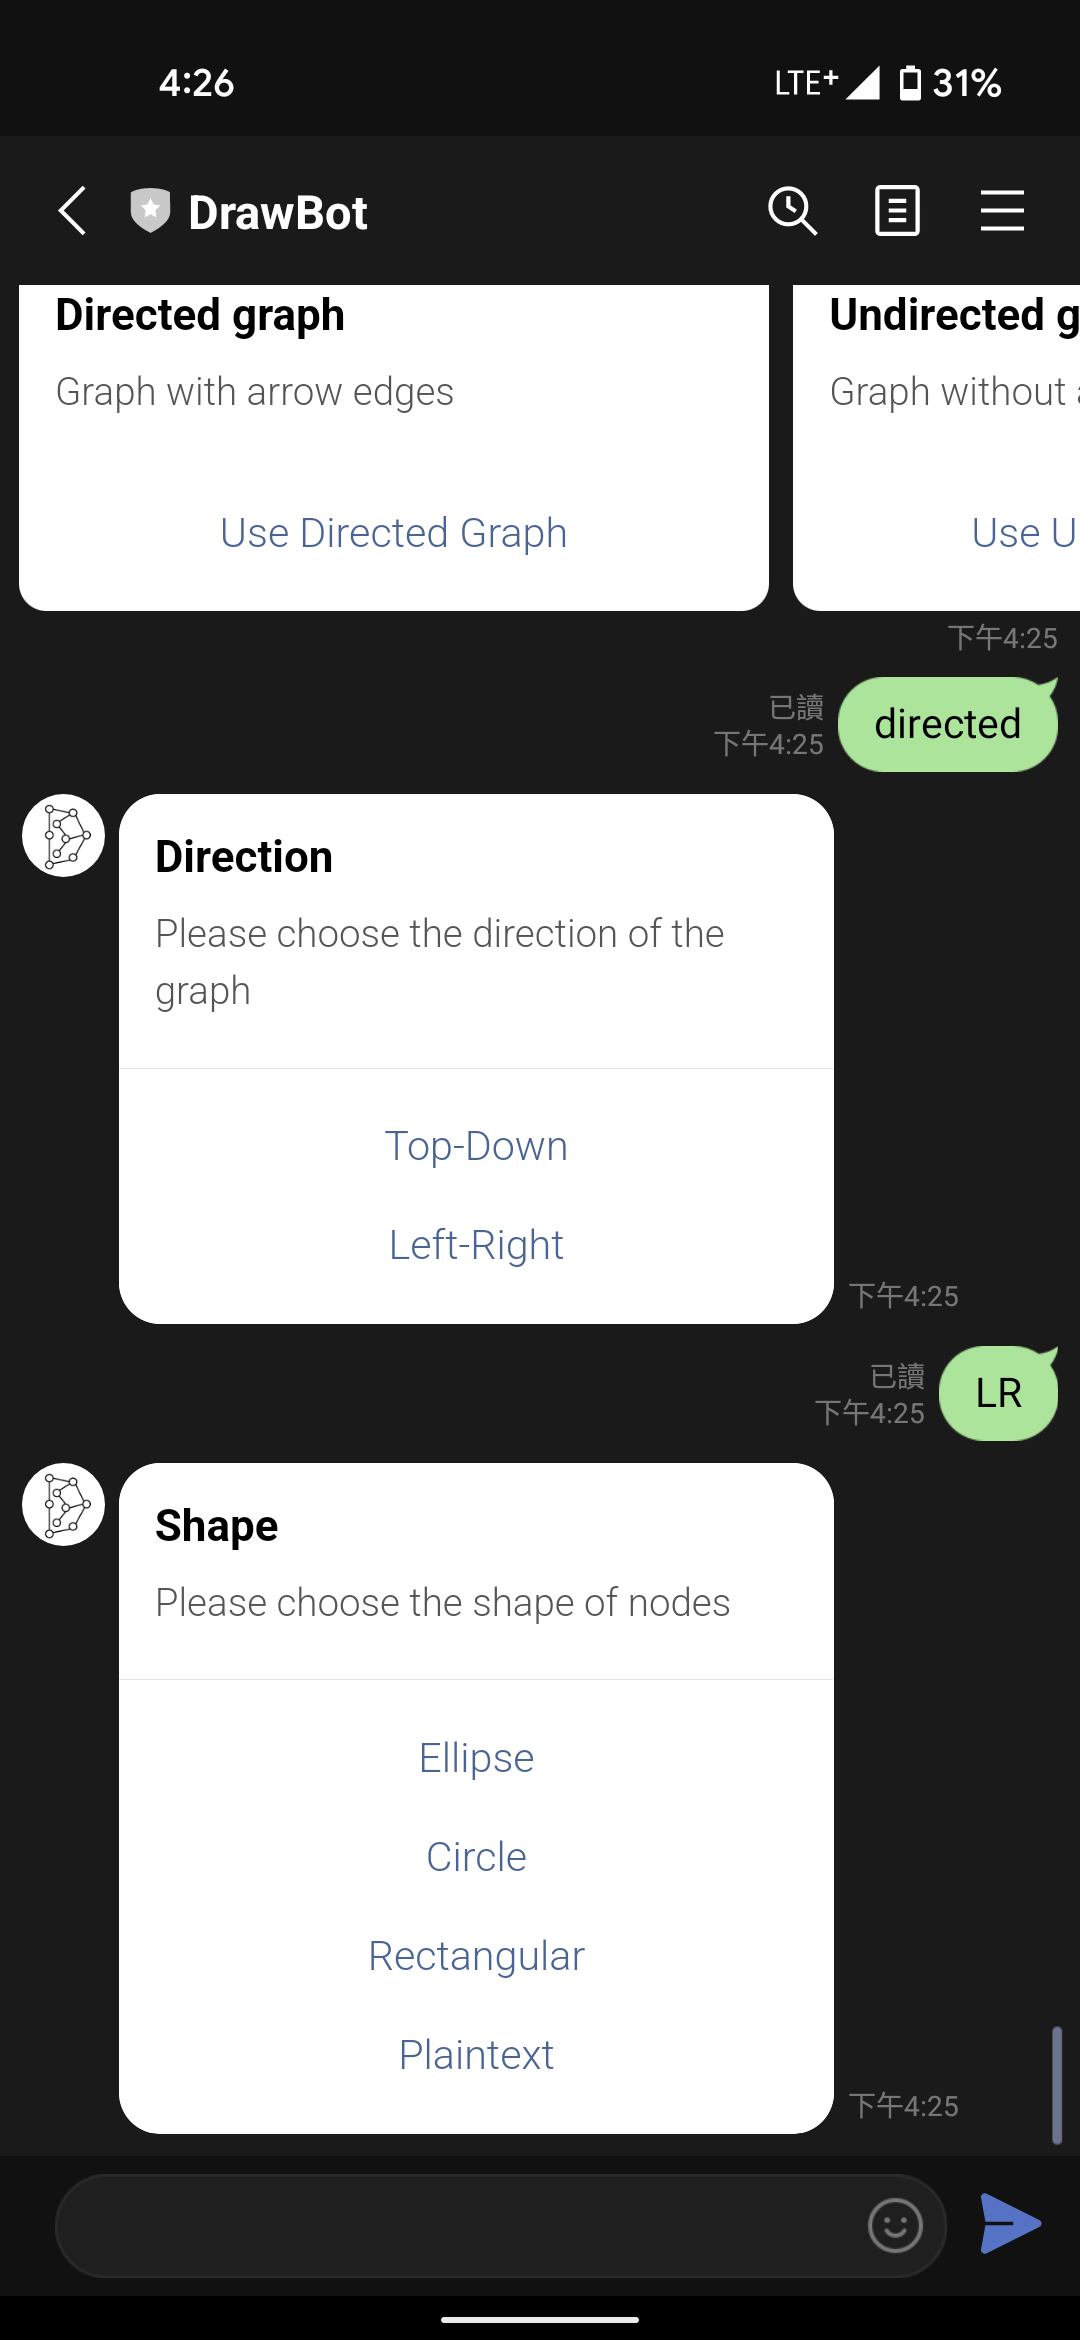 4:26
LTE+ 31%
DrawBot
Directed graph
Undirected g
Graph with arrow edges
Graph without
Use Directed Graph
Use U
下午4:25
已讀
下午4:25
directed
Direction
Please choose the direction of the
graph
Top-Down
Left-Right
下午4:25
已讀
下午4:25
LR
Shape
Please choose the shape of nodes
Ellipse
Circle
Rectangular
Plaintext
下午4:25